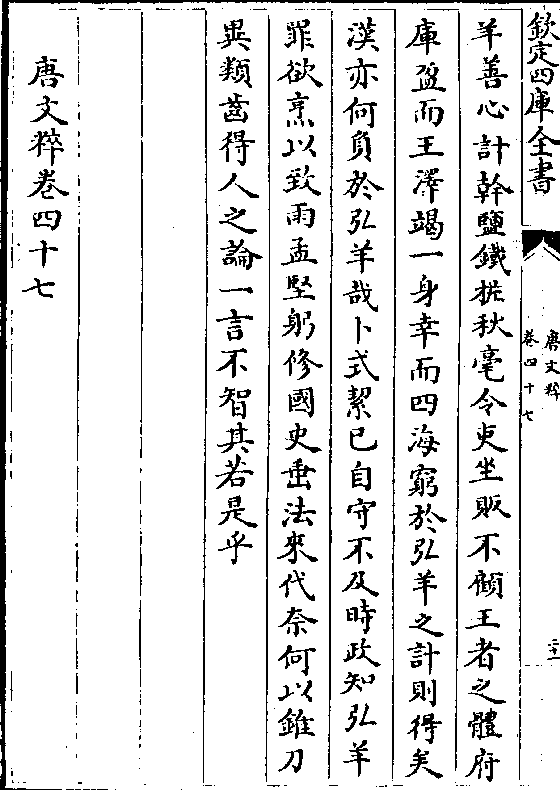 欽定四庫全書
唐文粹
卷四十七
二十一
羊善心計幹鹽鐵析秋毫令吏坐販不顧王者之體府
庫盈而王澤竭一身幸而四海窮於弘羊之計則得矣
漢亦何負於弘羊哉卜式絜已自守不及時政知弘羊
罪欲烹以致雨孟堅躬修國史垂法來代奈何以錐刀
異類齒得人之論一言不智其若是乎
唐文粹卷四十七